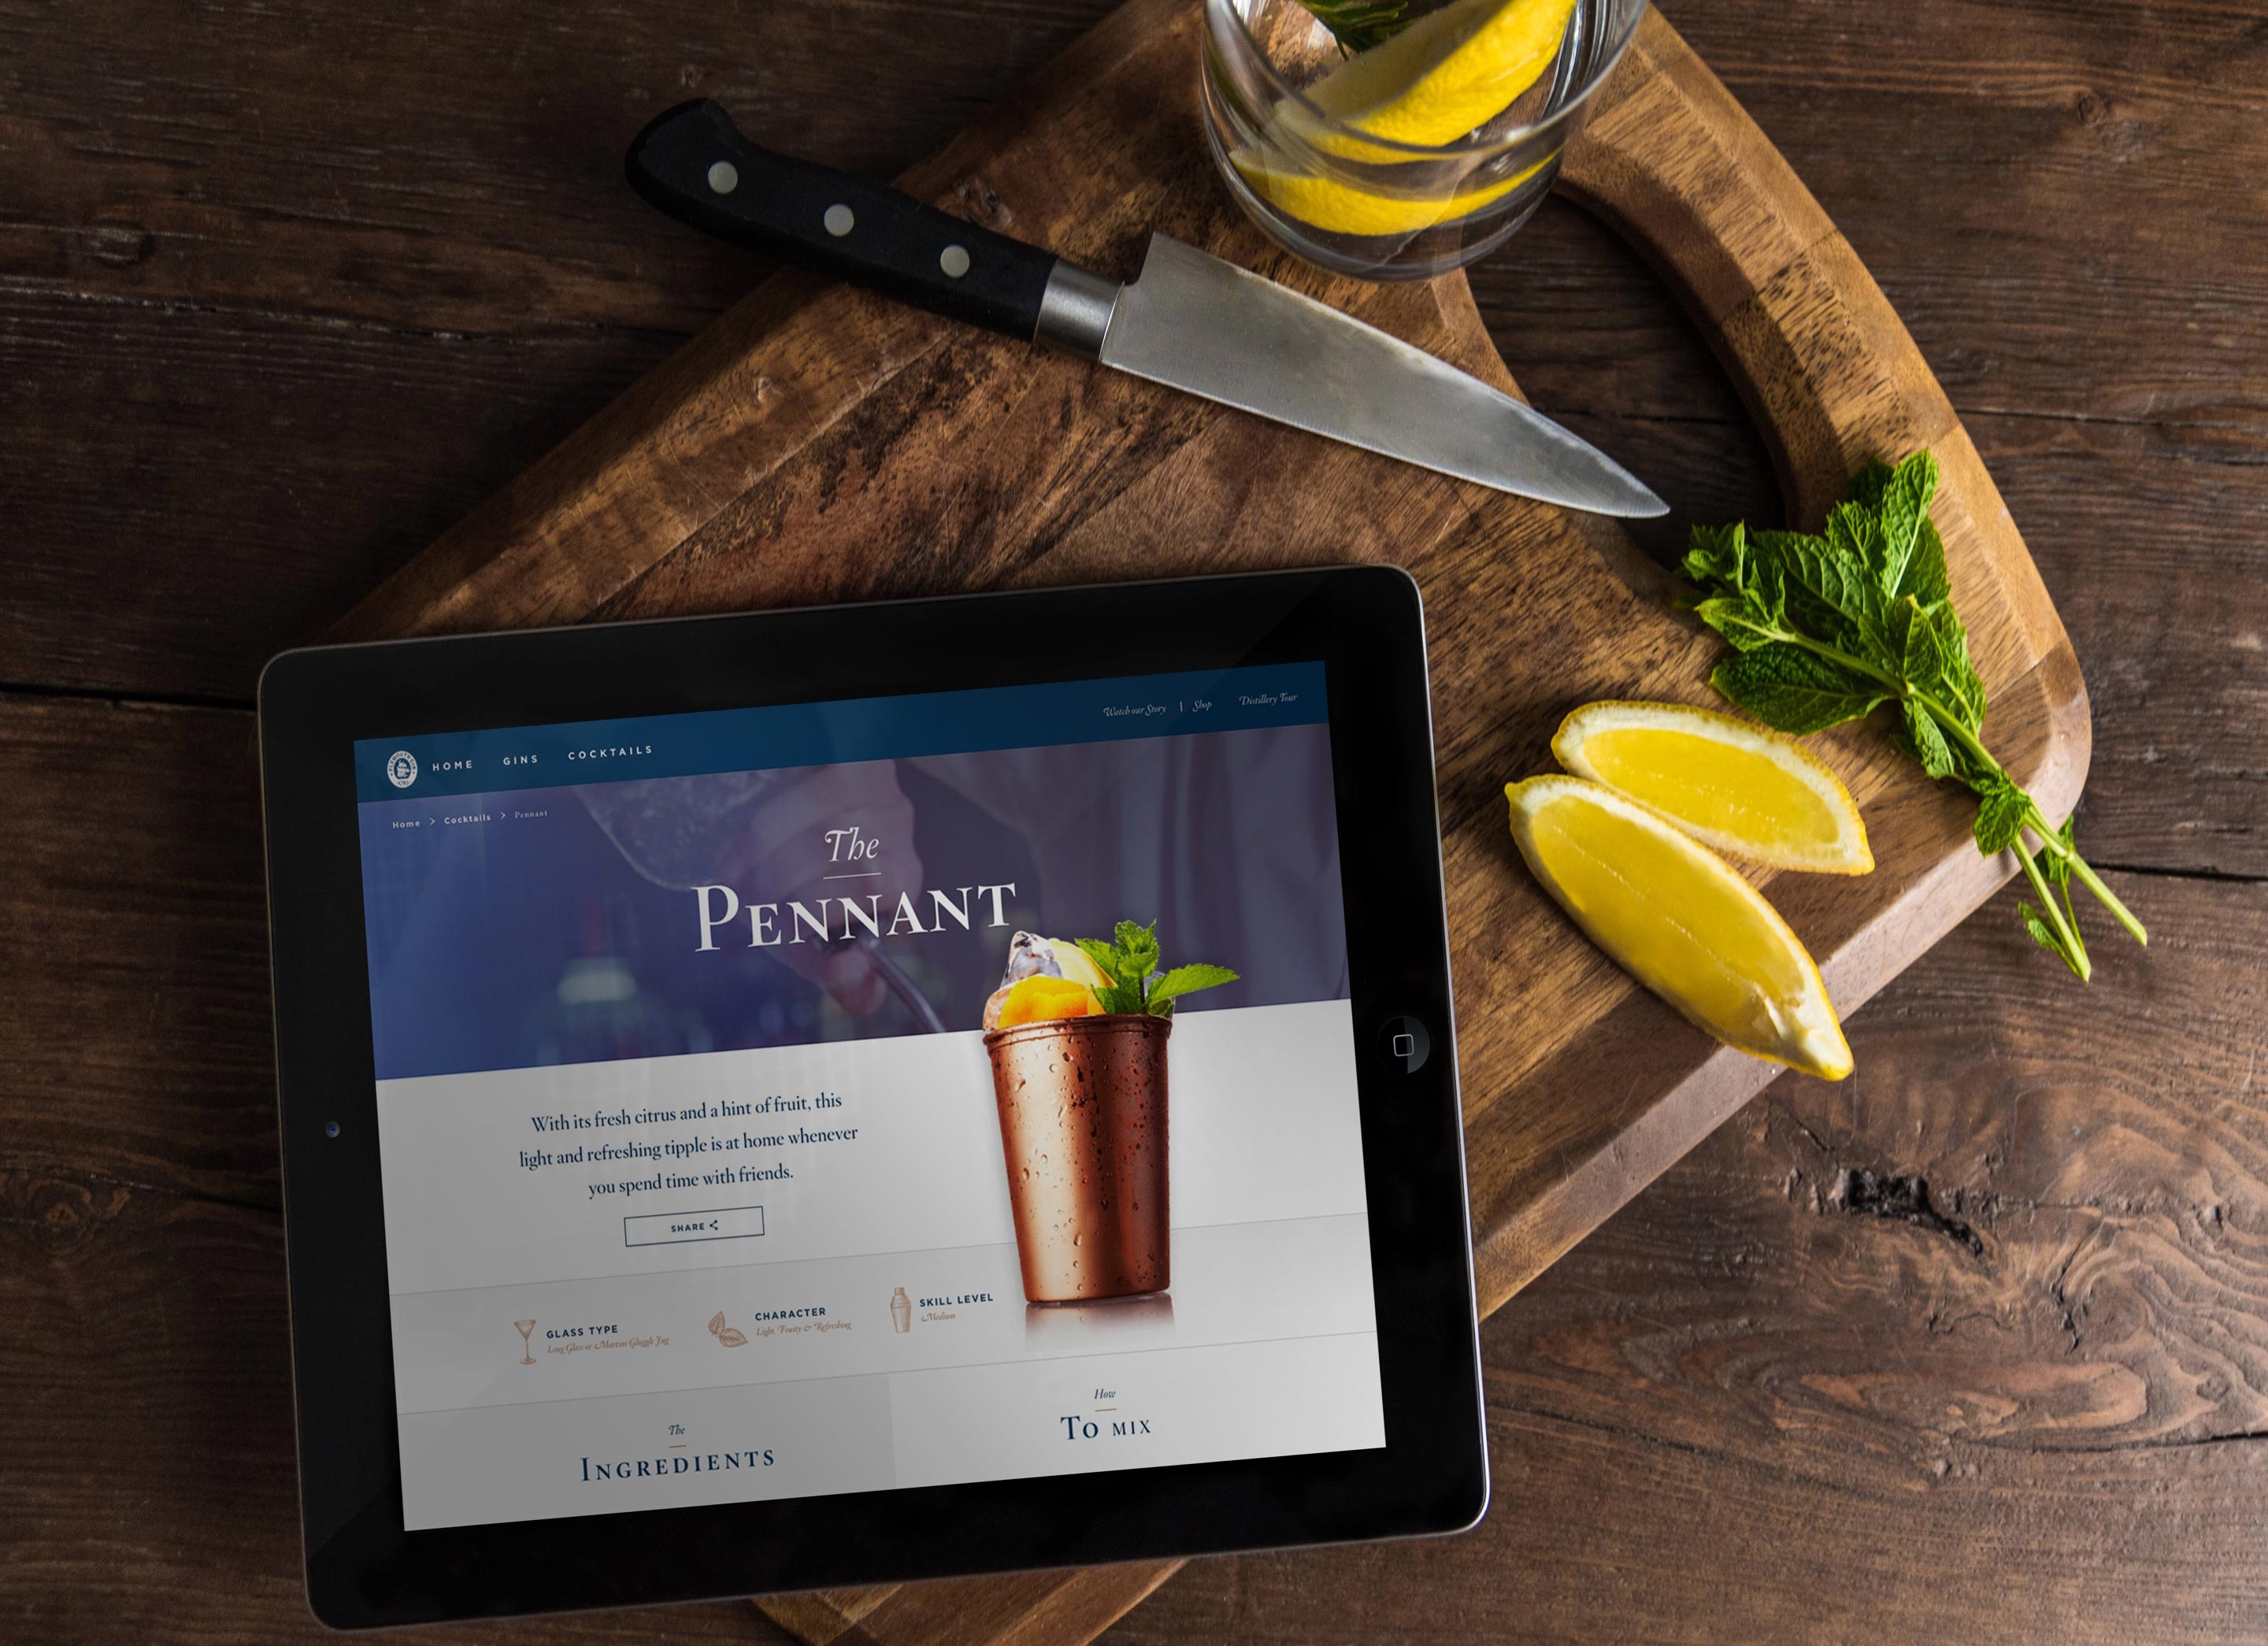 HOME GINS COCKTAILS
Watch our Story | Shop Distillery Tour
Home > Cocktails > Pennant
The
PENNANT
With its fresh citrus and a hint of fruit, this
light and refreshing tipple is at home whenever
you spend time with friends.
SHARE
GLASS TYPE
Long Glass or Martini Gluggle Jug
CHARACTER
Light, Fruity & Refreshing
SKILL LEVEL
Medium
The
INGREDIENTS
How
TO MIX